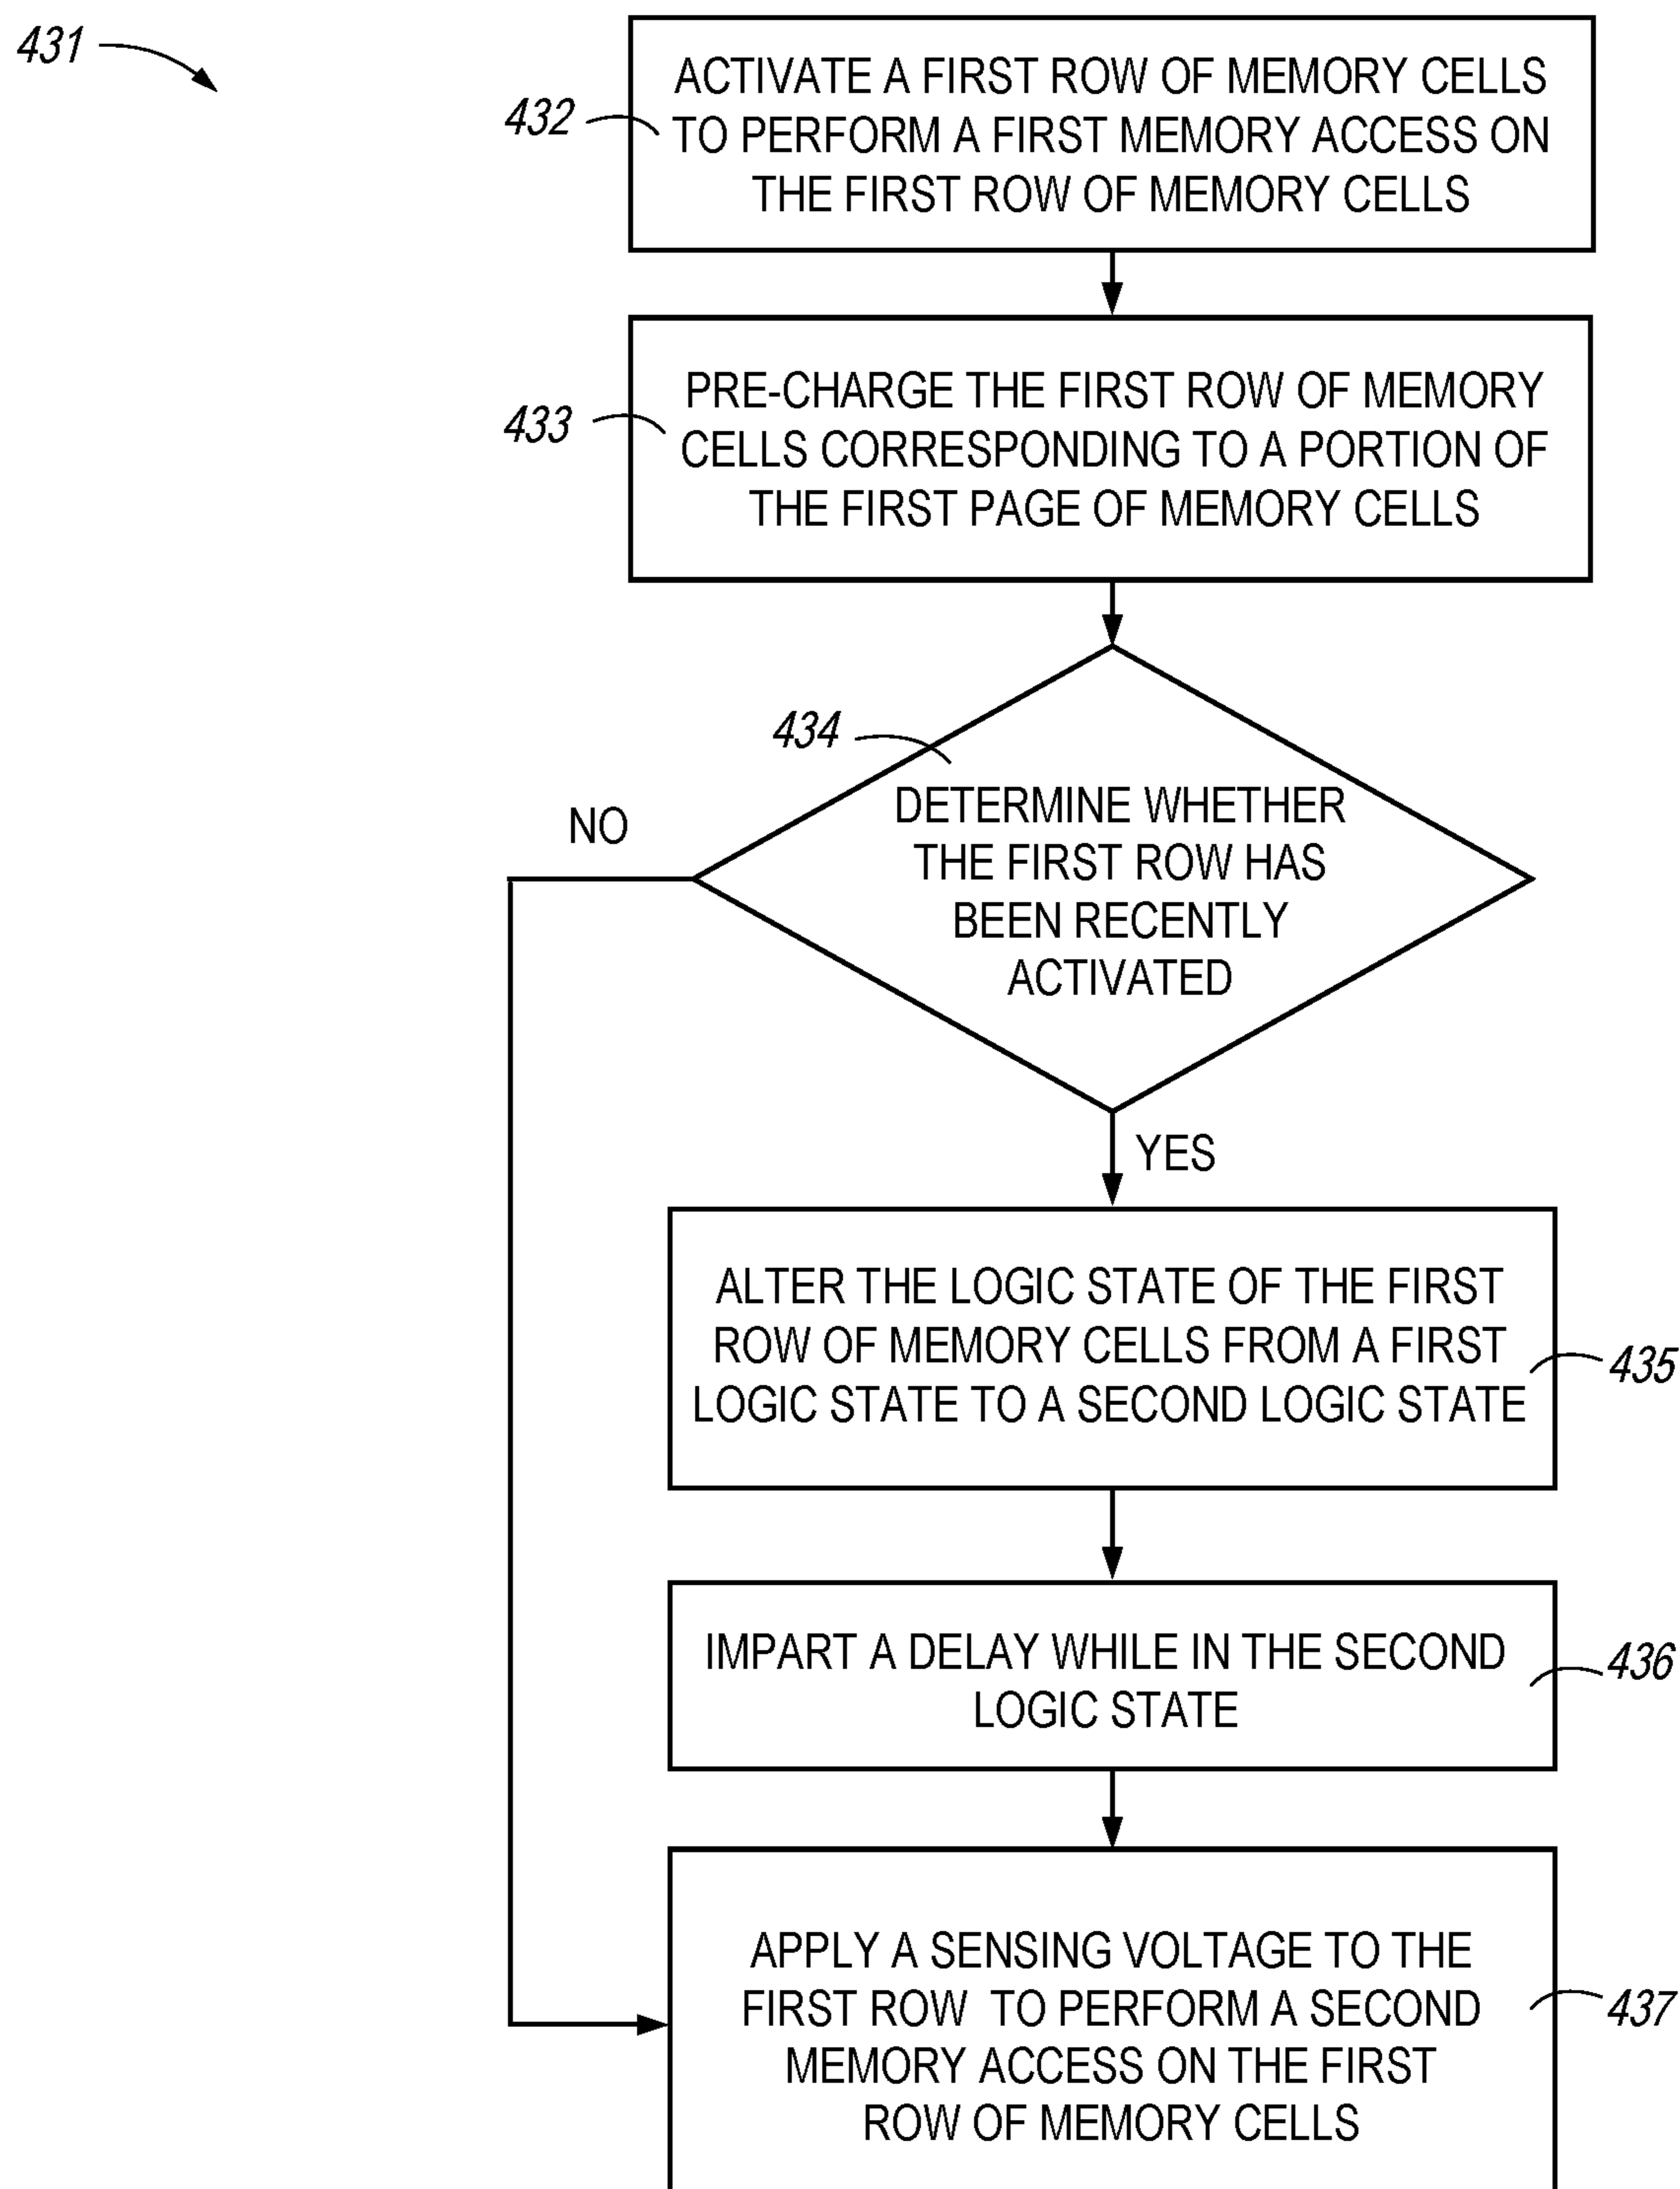 431
432
ACTIVATE A FIRST ROW OF MEMORY CELLS
TO PERFORM A FIRST MEMORY ACCESS ON
THE FIRST ROW OF MEMORY CELLS
433
PRE-CHARGE THE FIRST ROW OF MEMORY
CELLS CORRESPONDING TO A PORTION OF
THE FIRST PAGE OF MEMORY CELLS
434
DETERMINE WHETHER
THE FIRST ROW HAS
BEEN RECENTLY
ACTIVATED
NO
YES
ALTER THE LOGIC STATE OF THE FIRST
ROW OF MEMORY CELLS FROM A FIRST
LOGIC STATE TO A SECOND LOGIC STATE
435
IMPART A DELAY WHILE IN THE SECOND
LOGIC STATE
436
APPLY A SENSING VOLTAGE TO THE
FIRST ROW TO PERFORM A SECOND
MEMORY ACCESS ON THE FIRST
ROW OF MEMORY CELLS
437